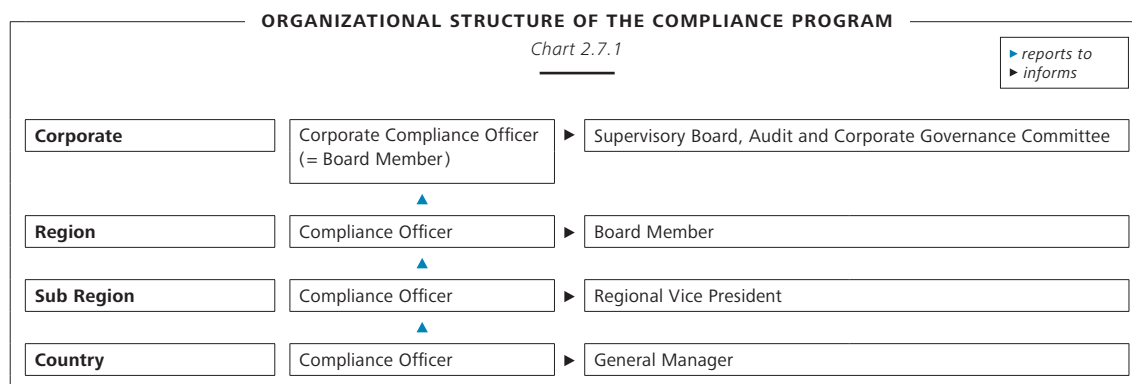 ORGANIZATIONAL STRUCTURE OF THE COMPLIANCE PROGRAM
Chart 2.7.1
▸ reports to
▸ informs
Corporate
Corporate Compliance Officer
(= Board Member)
Supervisory Board, Audit and Corporate Governance Committee
Region
Compliance Officer
Board Member
Sub Region
Compliance Officer
Regional Vice President
Country
Compliance Officer
General Manager